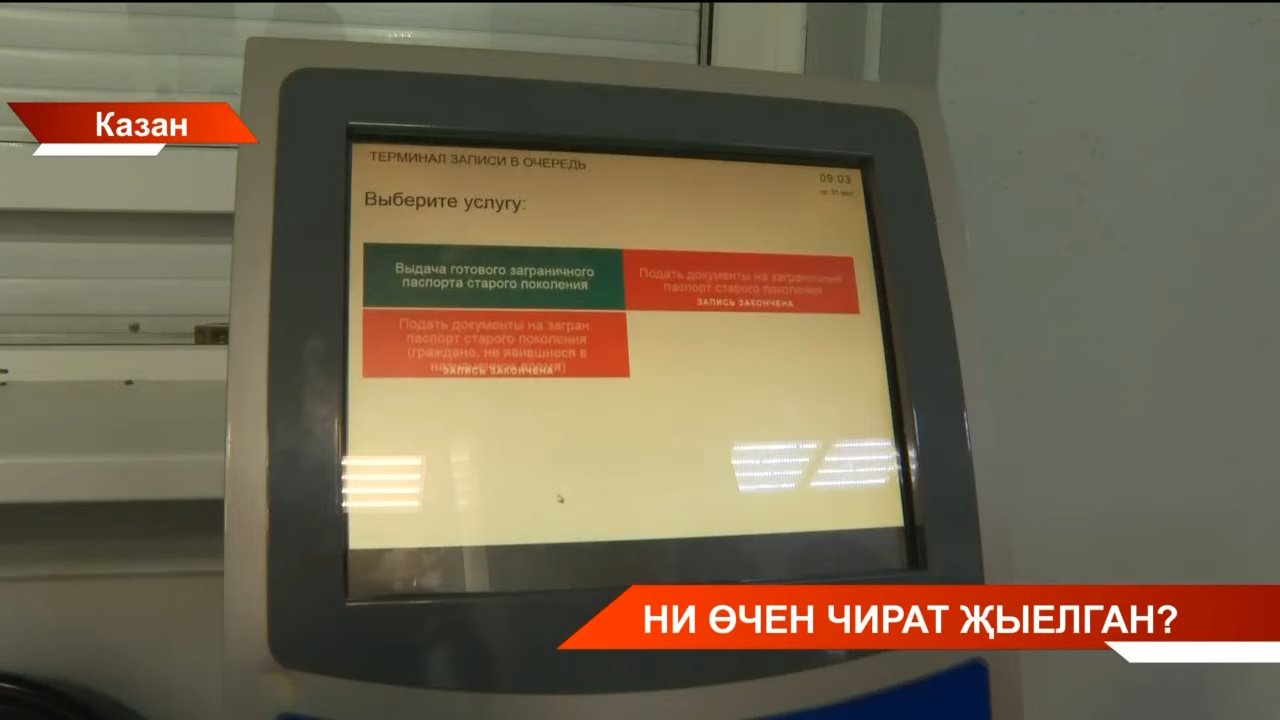 Казан
ТЕРМИНАЛ ЗАПИСИ В ОЧЕРЕДЬ
09:03
Выберите услугу:
Выдача готового заграничного
паспорта старого поколения
Подать документы на заграничный
паспорт старого поколения
ЗАПИСЬ ЗАКОНЧЕНА
Подать документы на загран.
паспорт старого поколения
(граждане, не явившиеся в
назначенное время)
ЗАПИСЬ ЗАКОНЧЕНА
НИ ӨЧЕН ЧИРАТ ҖЫЕЛГАН?